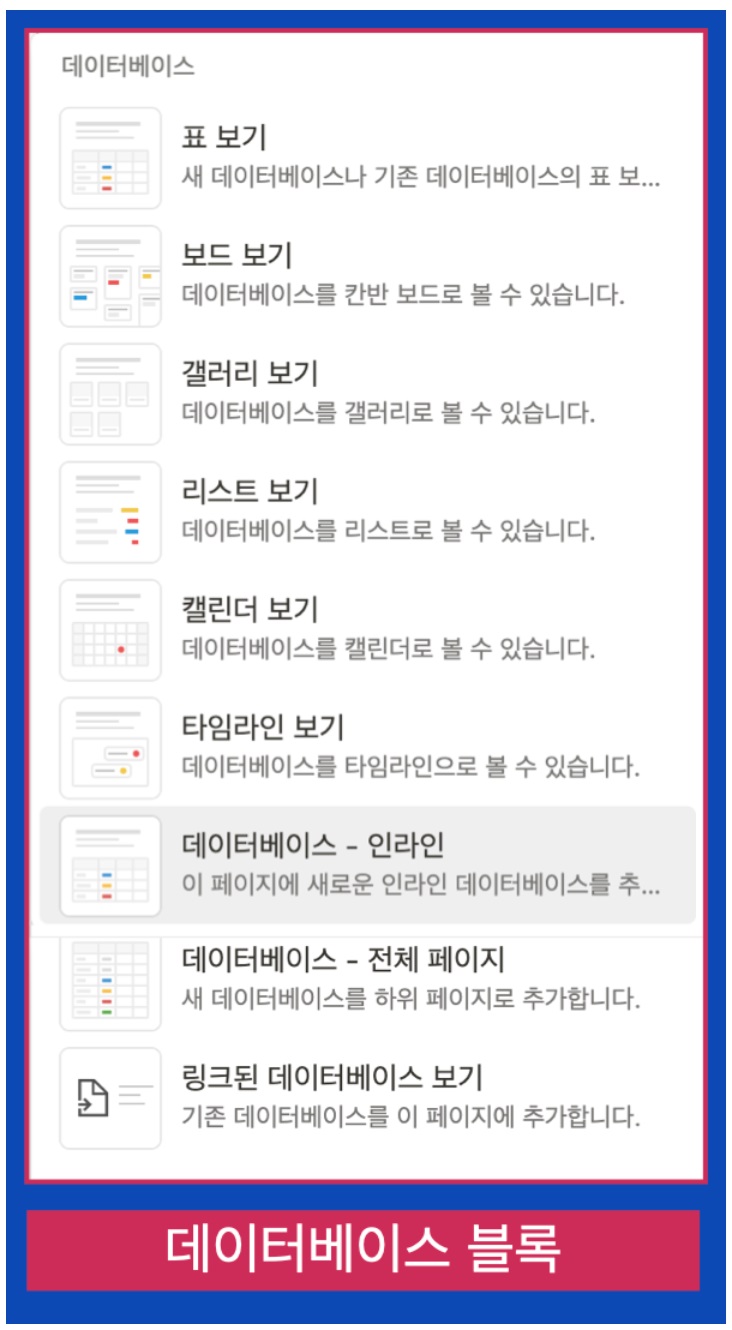 데이터베이스
표 보기
새 데이터베이스나 기존 데이터베이스의 표 보...
보드 보기
데이터베이스를 칸반 보드로 볼 수 있습니다.
갤러리 보기
데이터베이스를 갤러리로 볼 수 있습니다.
리스트 보기
데이터베이스를 리스트로 볼 수 있습니다.
캘린더 보기
데이터베이스를 캘린더로 볼 수 있습니다.
타임라인 보기
데이터베이스를 타임라인으로 볼 수 있습니다.
데이터베이스 - 인라인
이 페이지에 새로운 인라인 데이터베이스를 추...
데이터베이스 - 전체 페이지
새 데이터베이스를 하위 페이지로 추가합니다.
링크된 데이터베이스 보기
기존 데이터베이스를 이 페이지에 추가합니다.
데이터베이스 블록